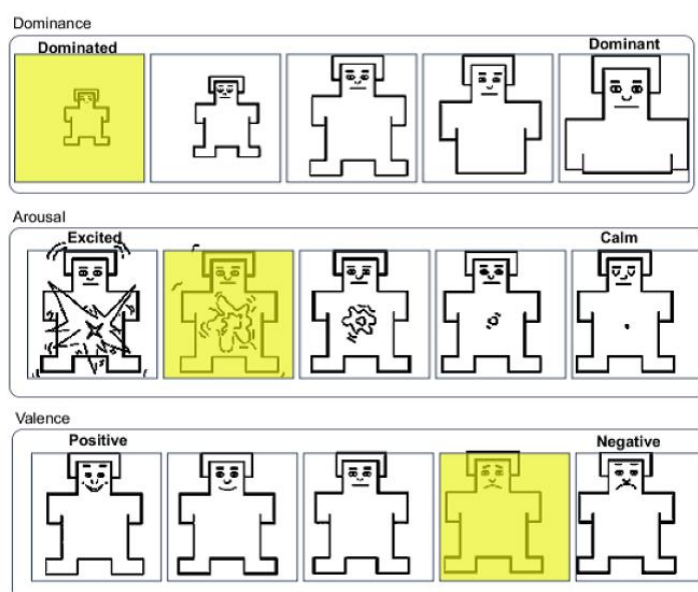 Dominance
Dominated Dominant
Arousal
Excited Calm
Valence
Positive Negative